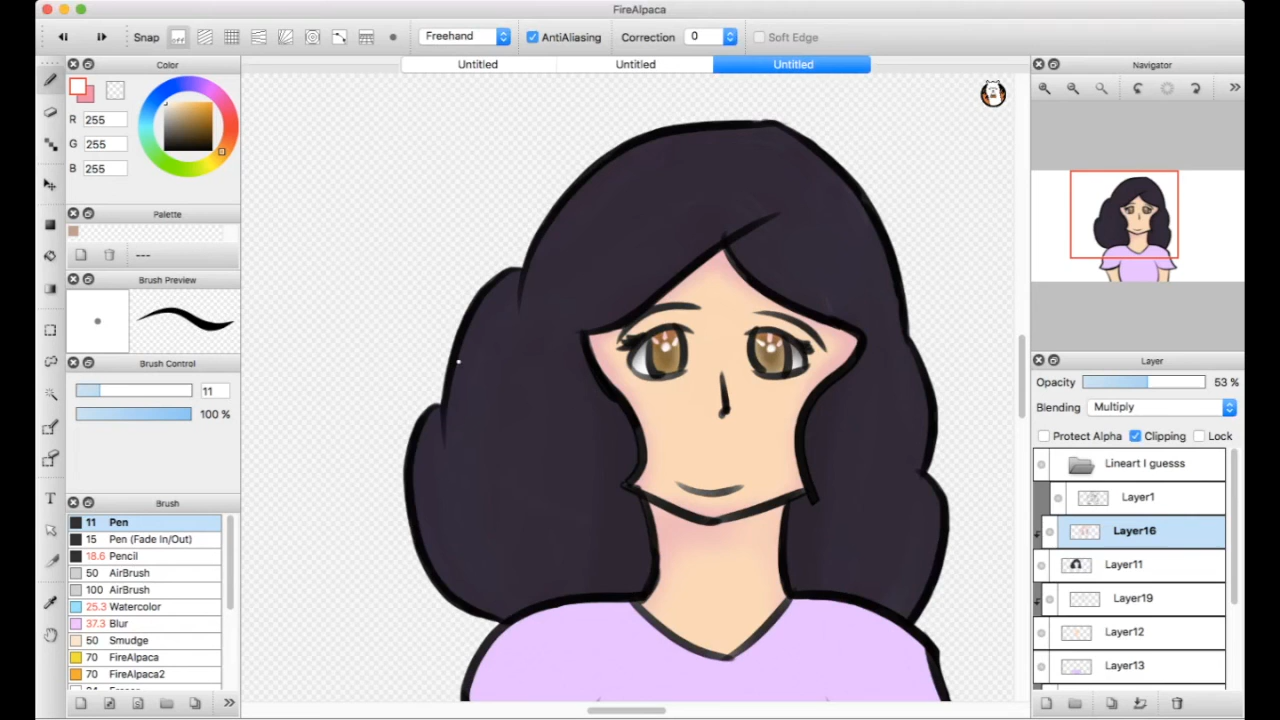 FireAlpaca
Snap off Freehand AntiAliasing Correction 0 Soft Edge
Color Untitled Untitled Untitled Navigator
R 255
G 255
B 255
Palette
---
Brush Preview
Brush Control
11
100 %
Brush
11 Pen
15 Pen (Fade In/Out)
18.6 Pencil
50 AirBrush
100 AirBrush
25.3 Watercolor
37.3 Blur
50 Smudge
70 FireAlpaca
70 FireAlpaca2
T
Layer
Opacity 53 %
Blending Multiply
Protect Alpha Clipping Lock
Lineart I guesss
Layer1
Layer16
Layer11
Layer19
Layer12
Layer13